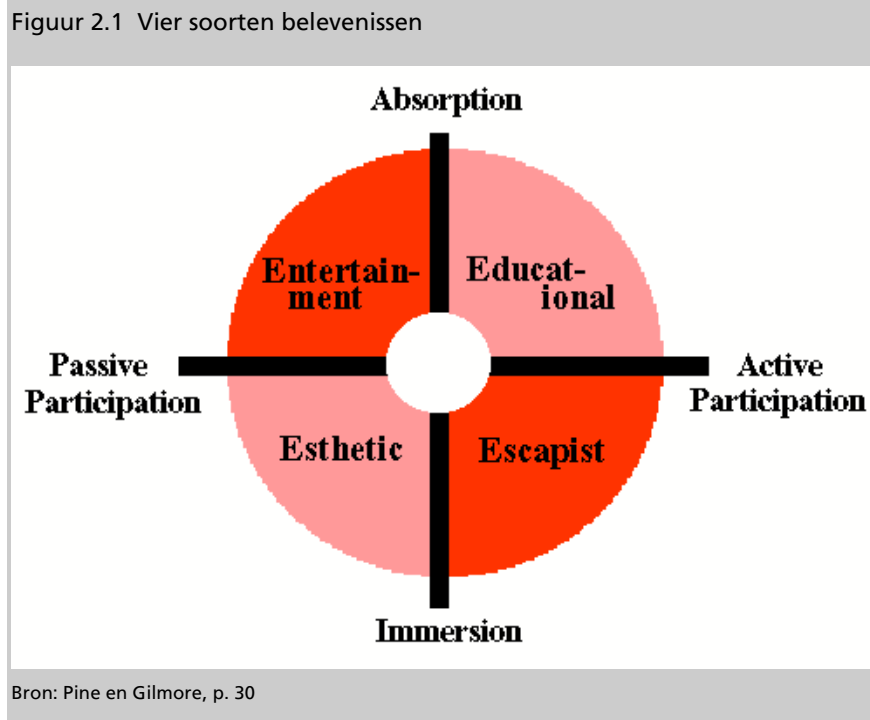 Figuur 2.1 Vier soorten belevenissen
Absorption
Entertain-
ment
Educat-
ional
Passive
Participation
Active
Participation
Esthetic
Escapist
Immersion
Bron: Pine en Gilmore, p. 30